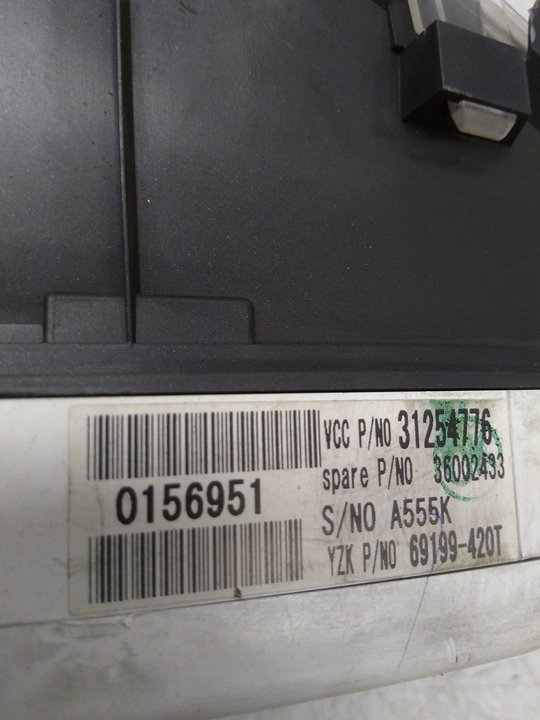 VCC P/NO 31254776
spare P/NO 36002433
0156951
S/NO A555K
YZK P/NO 69199-420T